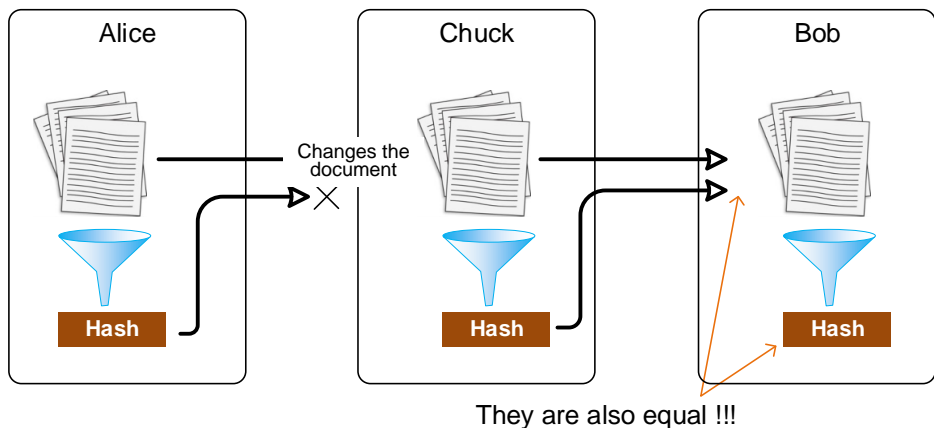 Alice
Chuck
Bob
Changes the
document
Hash
Hash
Hash
They are also equal !!!